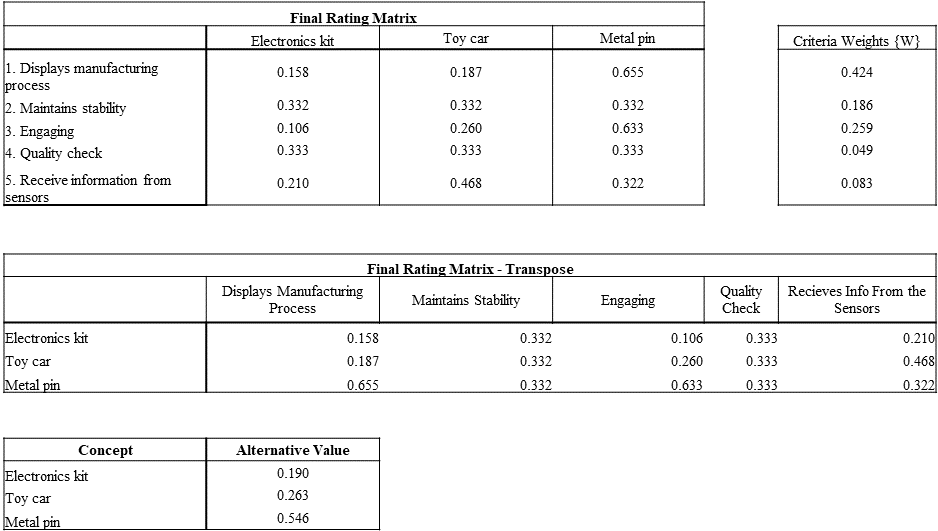 Final Rating Matrix
Electronics kit Toy car Metal pin Criteria Weights {W}
1. Displays manufacturing
process 0.158 0.187 0.655 0.424
2. Maintains stability 0.332 0.332 0.332 0.186
3. Engaging 0.106 0.260 0.633 0.259
4. Quality check 0.333 0.333 0.333 0.049
5. Receive information from
sensors 0.210 0.468 0.322 0.083
Final Rating Matrix - Transpose
Displays Manufacturing
Process Maintains Stability Engaging Quality
Check Recieves Info From the
Sensors
Electronics kit 0.158 0.332 0.106 0.333 0.210
Toy car 0.187 0.332 0.260 0.333 0.468
Metal pin 0.655 0.332 0.633 0.333 0.322
Concept Alternative Value
Electronics kit 0.190
Toy car 0.263
Metal pin 0.546